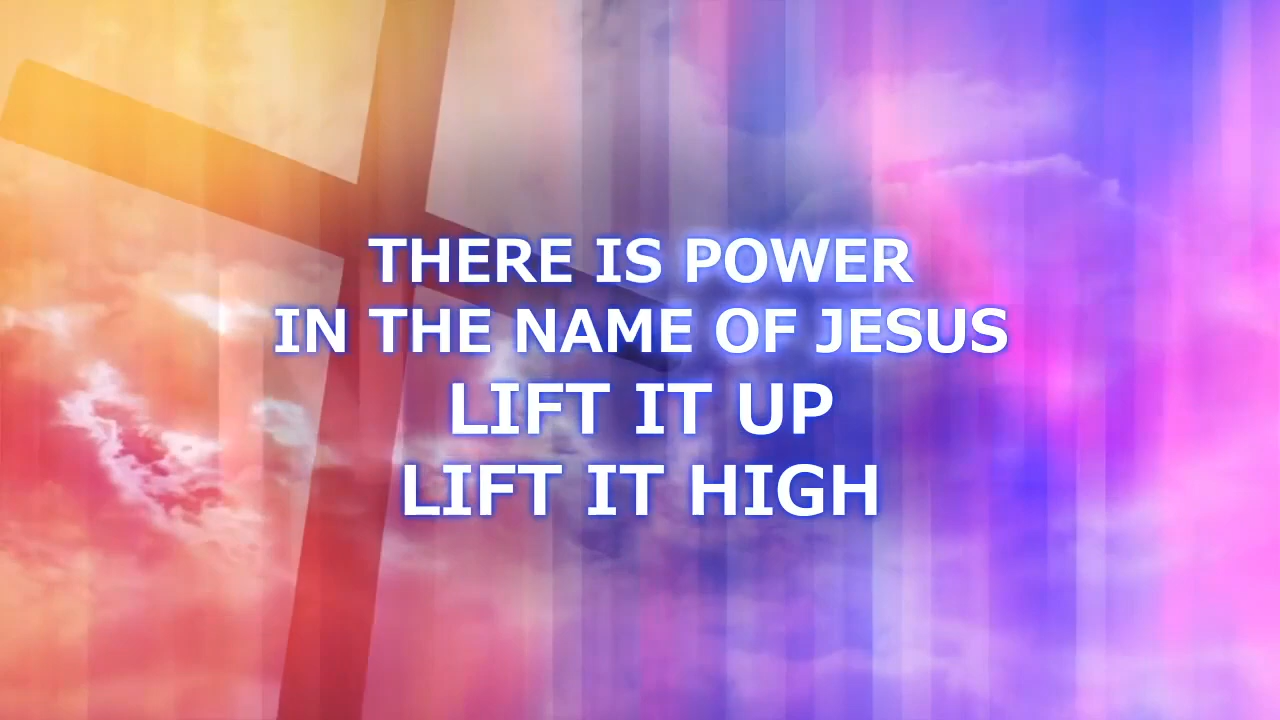 THERE IS POWER
IN THE NAME OF JESUS
LIFT IT UP
LIFT IT HIGH